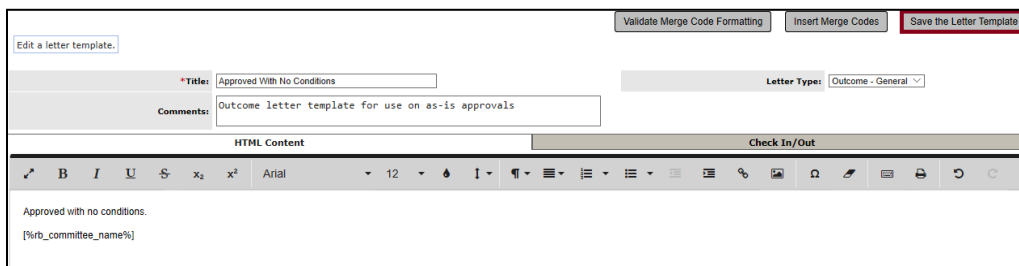 Validate Merge Code Formatting Insert Merge Codes Save the Letter Template
Edit a letter template.
*Title: Approved With No Conditions Letter Type: Outcome - General
Comments: Outcome letter template for use on as-is approvals
HTML Content Check In/Out
B I U S x₂ x² Arial 12 ¶ Ω
Approved with no conditions.
[%rb_committee_name%]